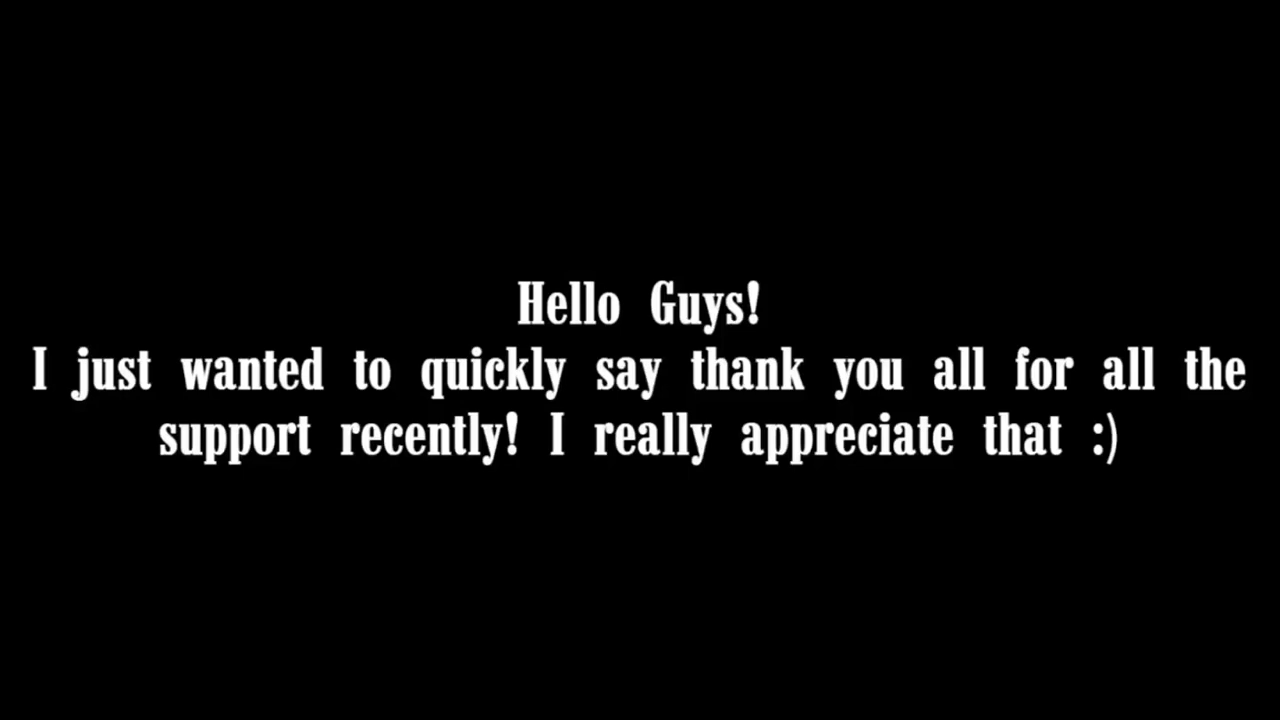 Hello Guys!
I just wanted to quickly say thank you all for all the
support recently! I really appreciate that :)